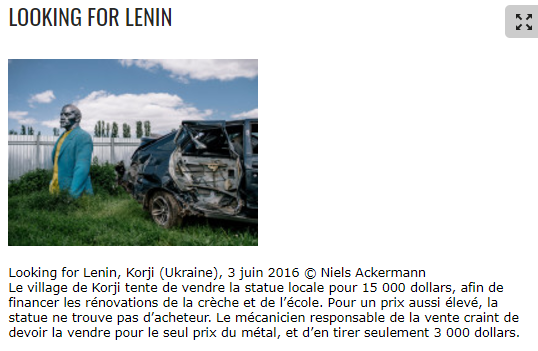 LOOKING FOR LENIN
Looking for Lenin, Korji (Ukraine), 3 juin 2016 © Niels Ackermann
Le village de Korji tente de vendre la statue locale pour 15 000 dollars, afin de
financer les rénovations de la crèche et de l'école. Pour un prix aussi élevé, la
statue ne trouve pas d'acheteur. Le mécanicien responsable de la vente craint de
devoir la vendre pour le seul prix du métal, et d'en tirer seulement 3 000 dollars.